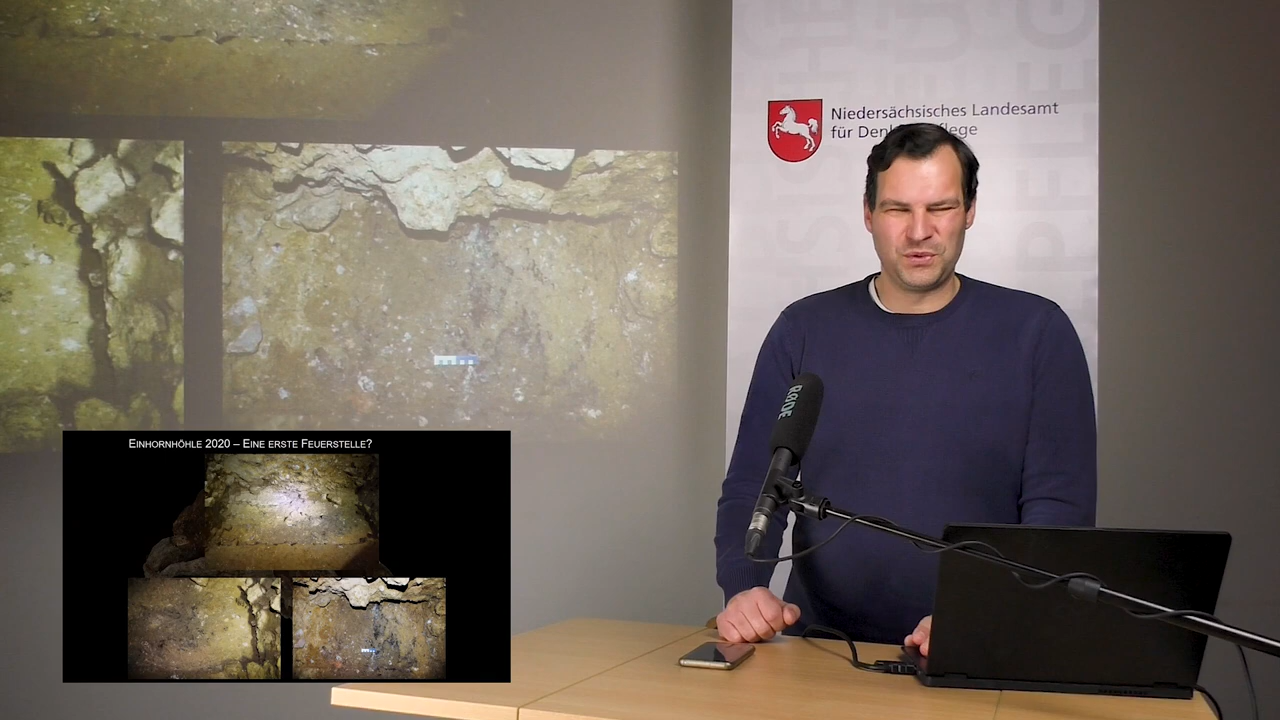 Niedersächsisches Landesamt
für Denkmalpflege
RØDE
EINHORNHÖHLE 2020 – EINE ERSTE FEUERSTELLE?